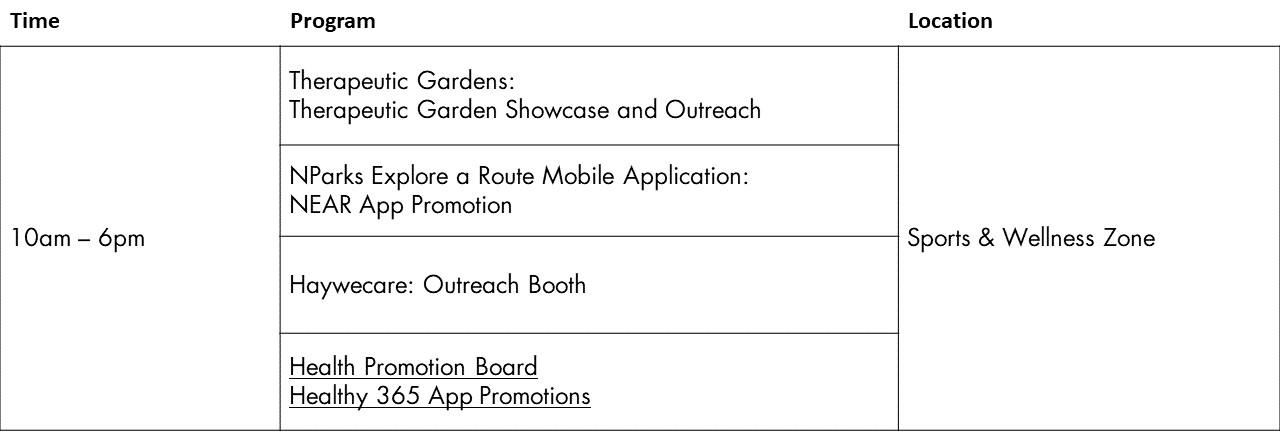 Time Program Location
Therapeutic Gardens:
Therapeutic Garden Showcase and Outreach
NParks Explore a Route Mobile Application:
NEAR App Promotion
10am – 6pm
Sports & Wellness Zone
Haywecare: Outreach Booth
Health Promotion Board
Healthy 365 App Promotions